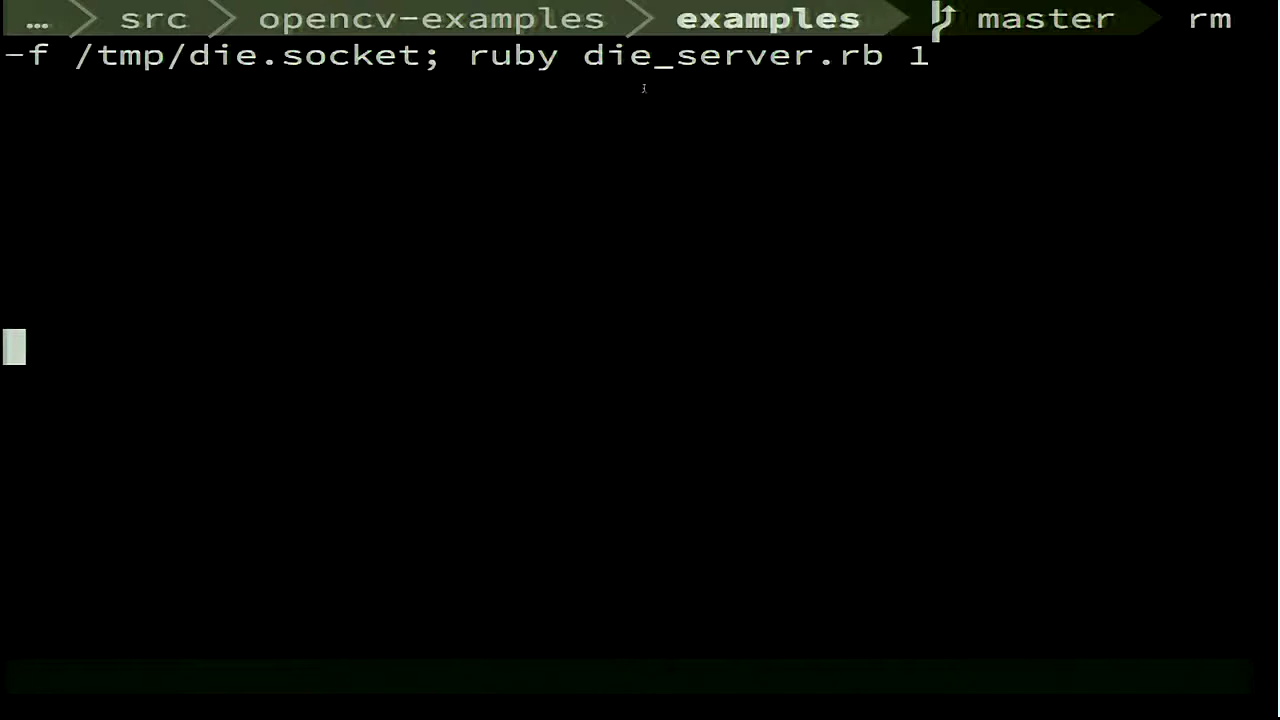 … src opencv-examples examples master rm
-f /tmp/die.socket; ruby die_server.rb 1